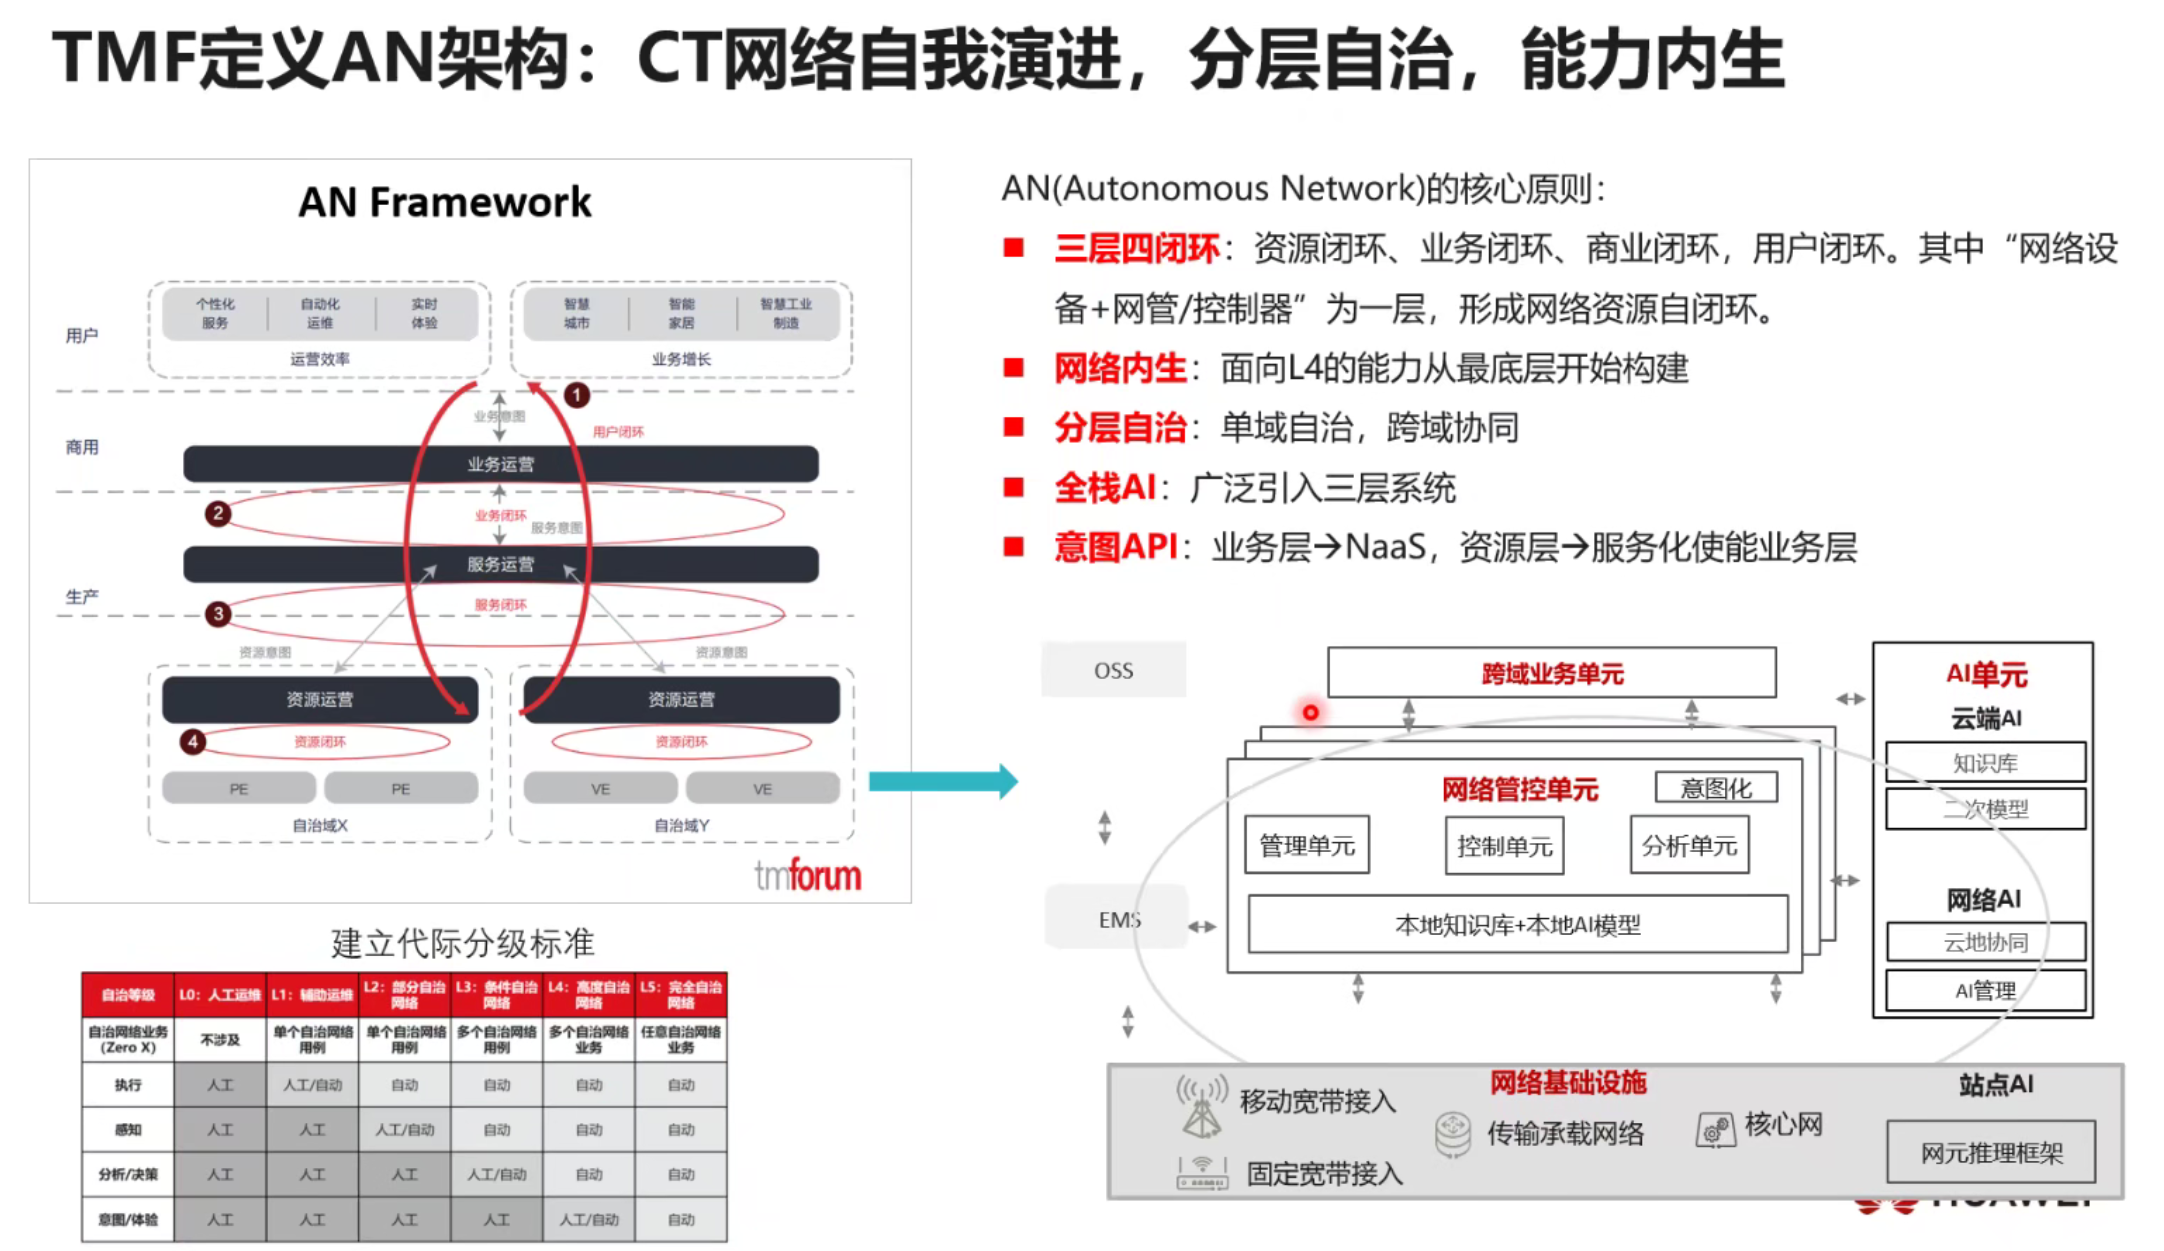 TMF定义AN架构：CT网络自我演进，分层自治，能力内生
AN Framework
用户
个性化
服务
自动化
运维
实时
体验
运营效率
智慧
城市
智能
家居
智慧工业
制造
业务增长
1
业务意图
用户闭环
商用
业务运营
2
业务闭环
服务意图
服务运营
生产
3
服务闭环
资源意图
资源意图
资源运营
资源运营
4
资源闭环
资源闭环
PE
PE
VE
VE
自治域X
自治域Y
tmforum
建立代际分级标准
自治等级
L0：人工运维
L1：辅助运维
L2：部分自治
网络
L3：条件自治
网络
L4：高度自治
网络
L5：完全自治
网络
自治网络业务
(Zero X)
不涉及
单个自治网络
用例
单个自治网络
用例
多个自治网络
用例
多个自治网络
业务
任意自治网络
业务
执行
人工
人工/自动
自动
自动
自动
自动
感知
人工
人工
人工/自动
自动
自动
自动
分析/决策
人工
人工
人工
人工/自动
自动
自动
意图/体验
人工
人工
人工
人工
人工/自动
自动
AN(Autonomous Network)的核心原则：
■ 三层四闭环：资源闭环、业务闭环、商业闭环，用户闭环。其中“网络设
备+网管/控制器”为一层，形成网络资源自闭环。
■ 网络内生：面向L4的能力从最底层开始构建
■ 分层自治：单域自治，跨域协同
■ 全栈AI：广泛引入三层系统
■ 意图API：业务层→NaaS，资源层→服务化使能业务层
OSS
跨域业务单元
网络管控单元
意图化
管理单元
控制单元
分析单元
本地知识库+本地AI模型
EMS
AI单元
云端AI
知识库
二次模型
网络AI
云地协同
AI管理
移动宽带接入
固定宽带接入
网络基础设施
传输承载网络
核心网
站点AI
网元推理框架
HUAWEI